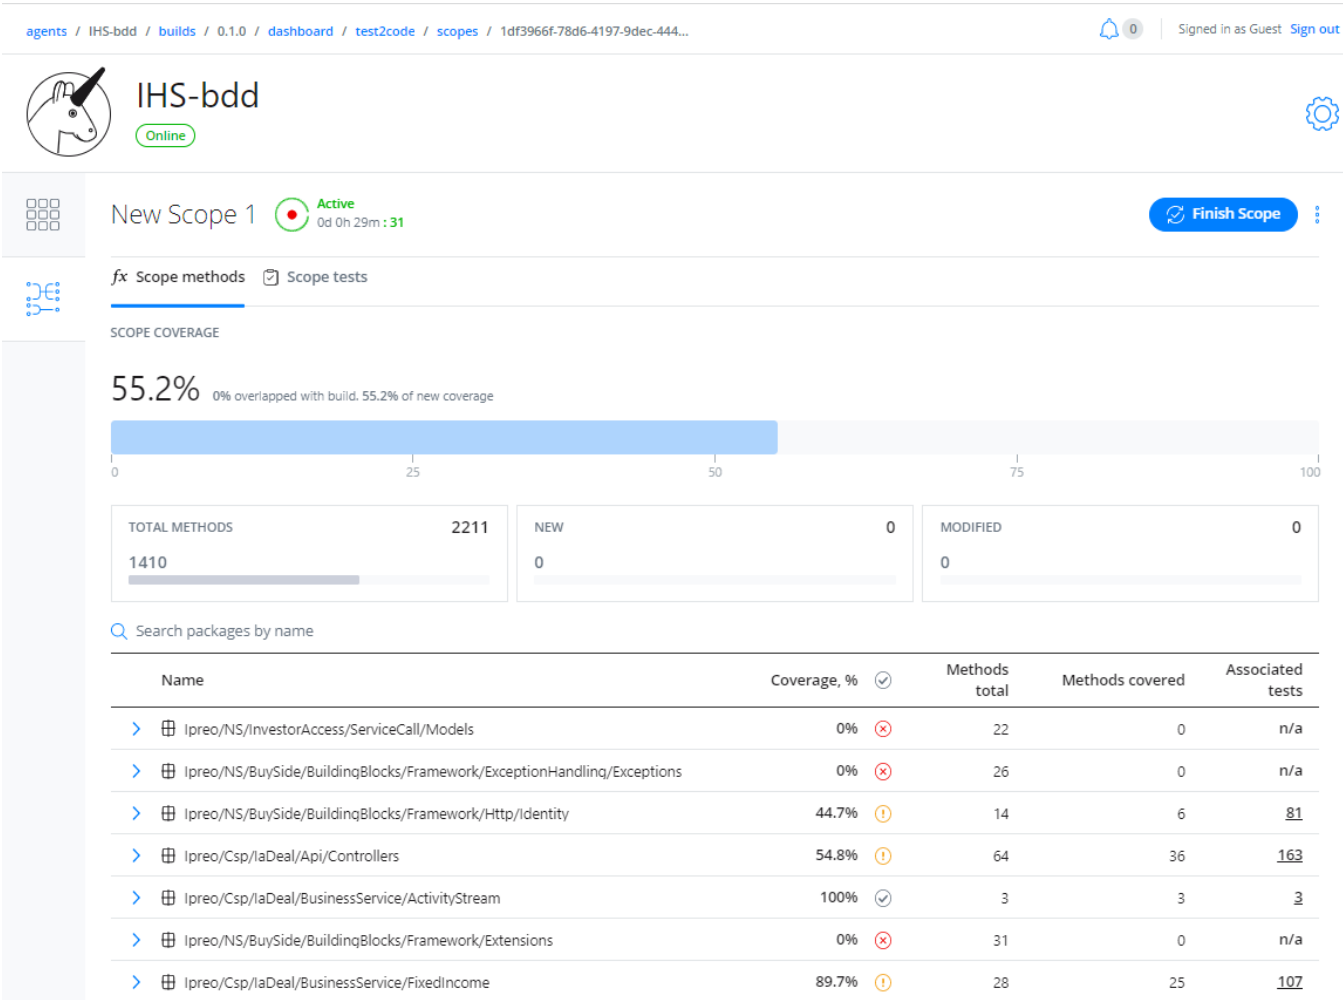 agents / IHS-bdd / builds / 0.1.0 / dashboard / test2code / scopes / 1df3966f-78d6-4197-9dec-444... 0 Signed in as Guest Sign out
IHS-bdd
Online
New Scope 1
Active
0d 0h 29m : 31
Finish Scope
fx Scope methods Scope tests
SCOPE COVERAGE
55.2% 0% overlapped with build. 55.2% of new coverage
0 25 50 75 100
TOTAL METHODS 2211
1410
NEW 0
0
MODIFIED 0
0
Search packages by name
Name Coverage, % Methods total Methods covered Associated tests
Ipreo/NS/InvestorAccess/ServiceCall/Models 0% 22 0 n/a
Ipreo/NS/BuySide/BuildingBlocks/Framework/ExceptionHandling/Exceptions 0% 26 0 n/a
Ipreo/NS/BuySide/BuildingBlocks/Framework/Http/Identity 44.7% 14 6 81
Ipreo/Csp/IaDeal/Api/Controllers 54.8% 64 36 163
Ipreo/Csp/IaDeal/BusinessService/ActivityStream 100% 3 3 3
Ipreo/NS/BuySide/BuildingBlocks/Framework/Extensions 0% 31 0 n/a
Ipreo/Csp/IaDeal/BusinessService/FixedIncome 89.7% 28 25 107